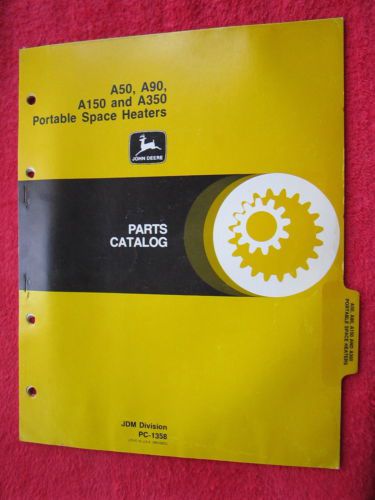 A50, A90,
A150 and A350
Portable Space Heaters
JOHN DEERE
PARTS
CATALOG
A50, A90, A150 AND A350
PORTABLE SPACE HEATERS
JDM Division
PC-1358